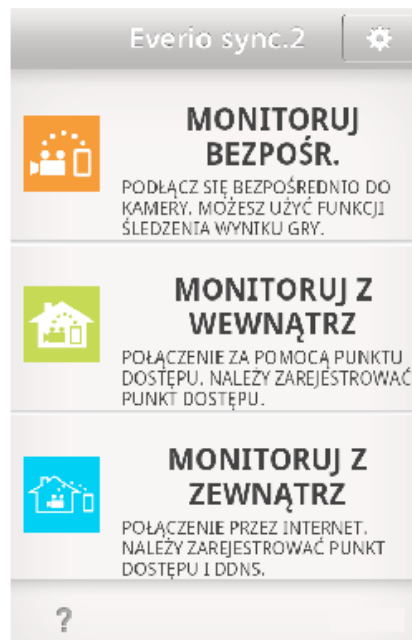 Everio sync.2
MONITORUJ
BEZPOŚR.
PODŁĄCZ SIĘ BEZPOŚREDNIO DO
KAMERY. MOŻESZ UŻYĆ FUNKCJI
ŚLEDZENIA WYNIKU GRY.
MONITORUJ Z
WEWNĄTRZ
POŁĄCZENIE ZA POMOCĄ PUNKTU
DOSTĘPU. NALEŻY ZAREJESTROWAĆ
PUNKT DOSTĘPU.
MONITORUJ Z
ZEWNĄTRZ
POŁĄCZENIE PRZEZ INTERNET.
NALEŻY ZAREJESTROWAĆ PUNKT
DOSTĘPU I DDNS.
?